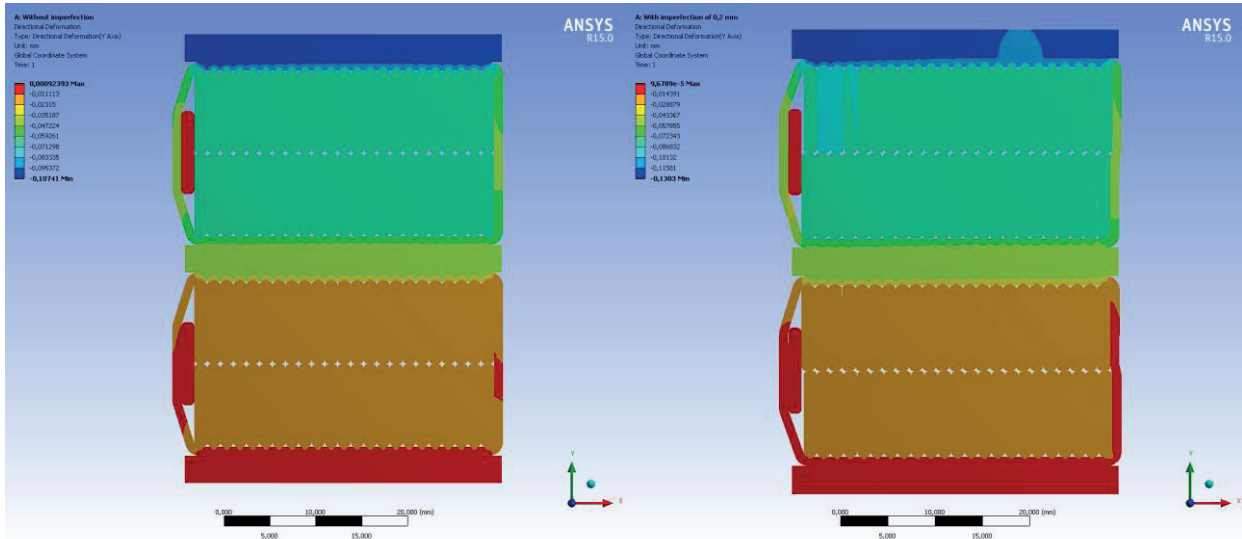 A: Without imperfection
Directional Deformation
Type: Directional Deformation(Y Axis)
Unit: mm
Global Coordinate System
Time: 1
0,00092393 Max
-0,011113
-0,02315
-0,035187
-0,047224
-0,059261
-0,071298
-0,083335
-0,095372
-0,10741 Min
ANSYS
R15.0
Y
X
0,000 10,000 20,000 (mm)
5,000 15,000
A: With imperfection of 0,2 mm
Directional Deformation
Type: Directional Deformation(Y Axis)
Unit: mm
Global Coordinate System
Time: 1
9,6789e-5 Max
-0,014391
-0,028879
-0,043367
-0,057855
-0,072343
-0,086832
-0,10132
-0,11581
-0,1303 Min
ANSYS
R15.0
Y
X
0,000 10,000 20,000 (mm)
5,000 15,000